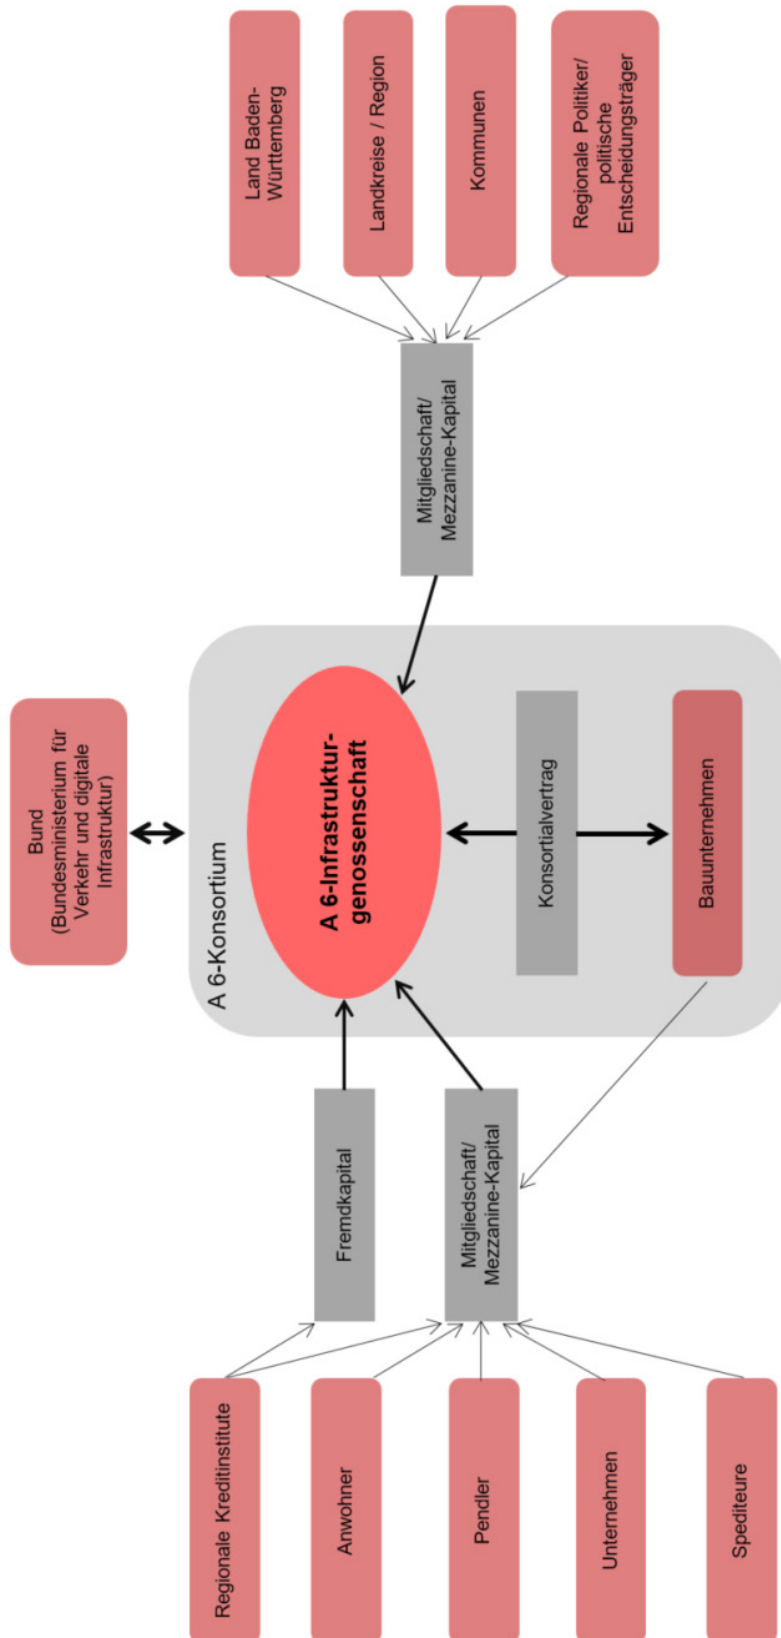 Bund
(Bundesministerium für
Verkehr und digitale
Infrastruktur)
A 6-Konsortium
Regionale Kreditinstitute
Anwohner
Pendler
Unternehmen
Spediteure
Fremdkapital
Mitgliedschaft/
Mezzanine-Kapital
A 6-Infrastruktur-
genossenschaft
Konsortialvertrag
Bauunternehmen
Mitgliedschaft/
Mezzanine-Kapital
Land Baden-
Württemberg
Landkreise / Region
Kommunen
Regionale Politiker/
politische
Entscheidungsträger